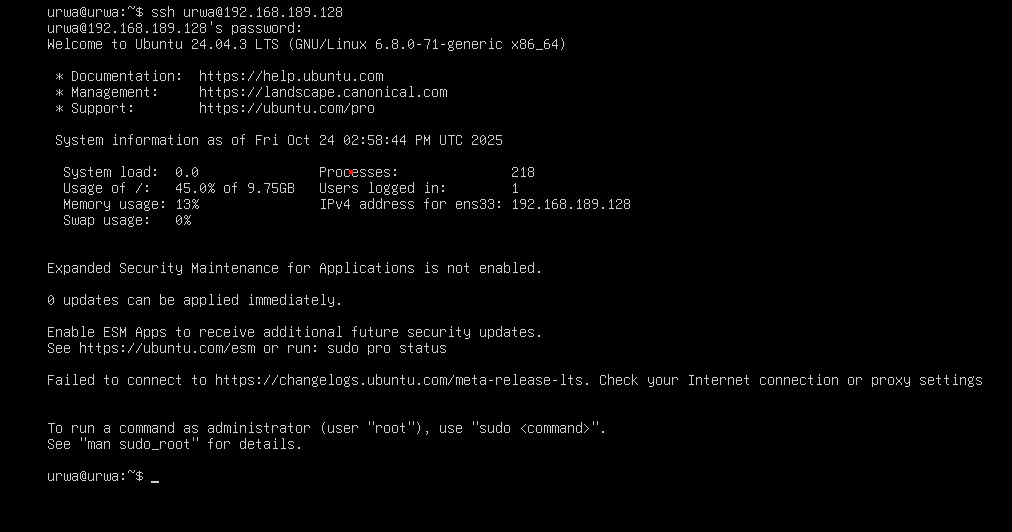 urwa@urwa:~$ ssh urwa@192.168.189.128
urwa@192.168.189.128's password:
Welcome to Ubuntu 24.04.3 LTS (GNU/Linux 6.8.0-71-generic x86_64)
* Documentation:  https://help.ubuntu.com
* Management:     https://landscape.canonical.com
* Support:        https://ubuntu.com/pro
System information as of Fri Oct 24 02:58:44 PM UTC 2025
System load:  0.0               Processes:              218
Usage of /:   45.0% of 9.75GB   Users logged in:        1
Memory usage: 13%               IPv4 address for ens33: 192.168.189.128
Swap usage:   0%
Expanded Security Maintenance for Applications is not enabled.
0 updates can be applied immediately.
Enable ESM Apps to receive additional future security updates.
See https://ubuntu.com/esm or run: sudo pro status
Failed to connect to https://changelogs.ubuntu.com/meta-release-lts. Check your Internet connection or proxy settings
To run a command as administrator (user "root"), use "sudo <command>".
See "man sudo_root" for details.
urwa@urwa:~$ _